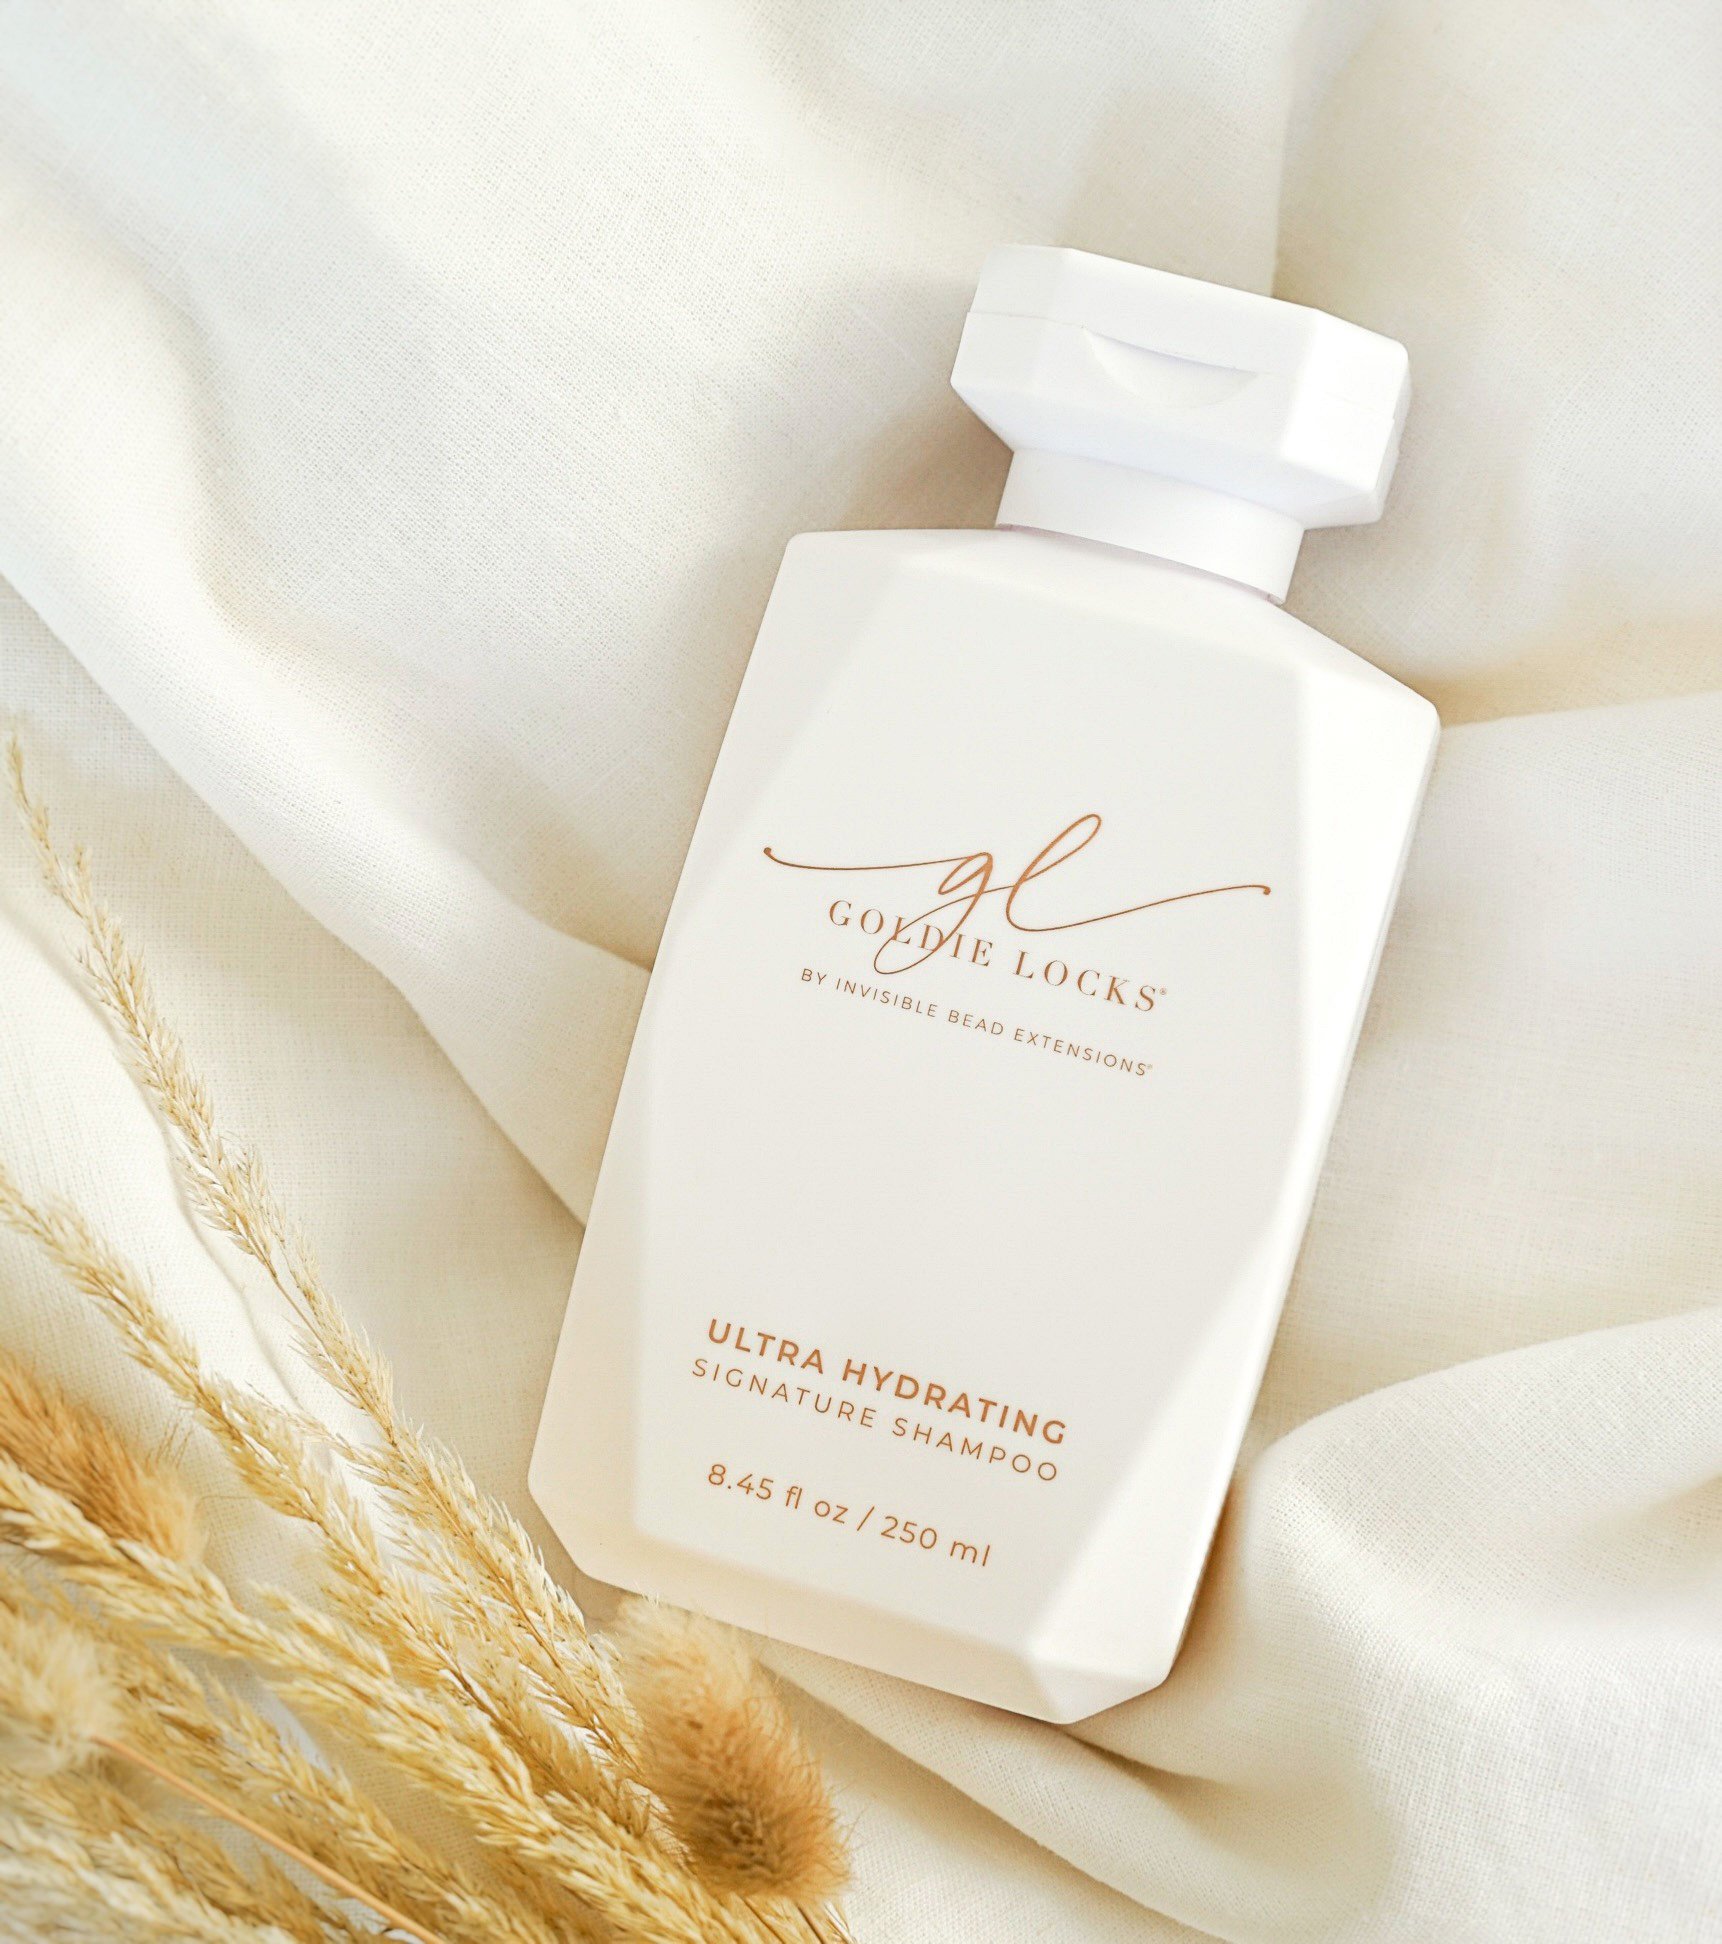 gl
GOLDIE LOCKS®
BY INVISIBLE BEAD EXTENSIONS®
ULTRA HYDRATING
SIGNATURE SHAMPOO
8.45 fl oz / 250 ml